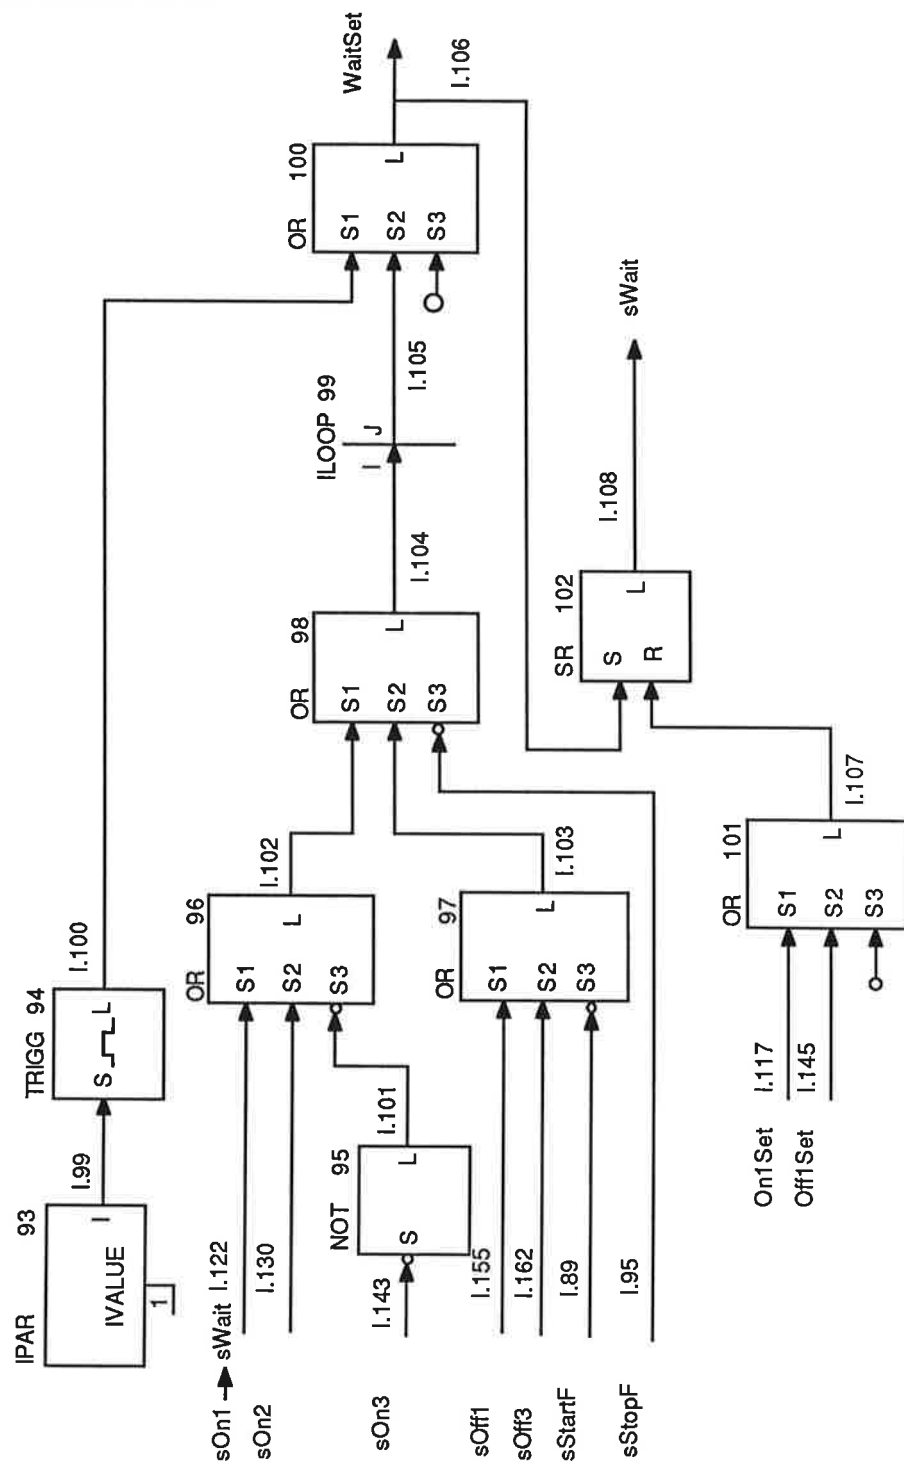 IPAR 93
IVALUE
I
1
I.99
TRIGG 94
S
L
I.100
sOn1
sWait I.122
sOn2
I.130
OR 96
S1
S2
S3
L
I.102
sOn3
I.143
NOT 95
S
L
I.101
sOff1
I.155
sOff3
I.162
sStartF
I.89
sStopF
I.95
OR 97
S1
S2
S3
L
I.103
OR 98
S1
S2
S3
L
I.104
ILOOP 99
I
J
I.105
OR 100
S1
S2
S3
L
WaitSet
I.106
On1Set I.117
Off1Set I.145
OR 101
S1
S2
S3
L
I.107
SR 102
S
R
L
I.108
sWait